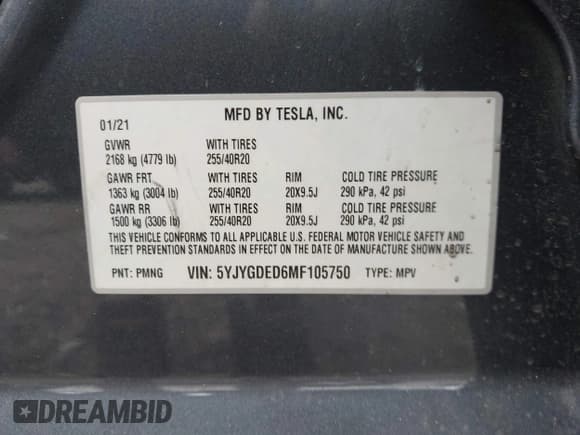 MFD BY TESLA, INC.
01/21
GVWR WITH TIRES
2168 kg (4779 lb) 255/40R20
GAWR FRT WITH TIRES RIM COLD TIRE PRESSURE
1363 kg (3004 lb) 255/40R20 20X9.5J 290 kPa, 42 psi
GAWR RR WITH TIRES RIM COLD TIRE PRESSURE
1500 kg (3306 lb) 255/40R20 20X9.5J 290 kPa, 42 psi
THIS VEHICLE CONFORMS TO ALL APPLICABLE U.S. FEDERAL MOTOR VEHICLE SAFETY AND
THEFT PREVENTION STANDARDS IN EFFECT ON THE DATE OF MANUFACTURE SHOWN ABOVE.
PNT: PMNG VIN: 5YJYGDED6MF105750 TYPE: MPV
DREAMBID